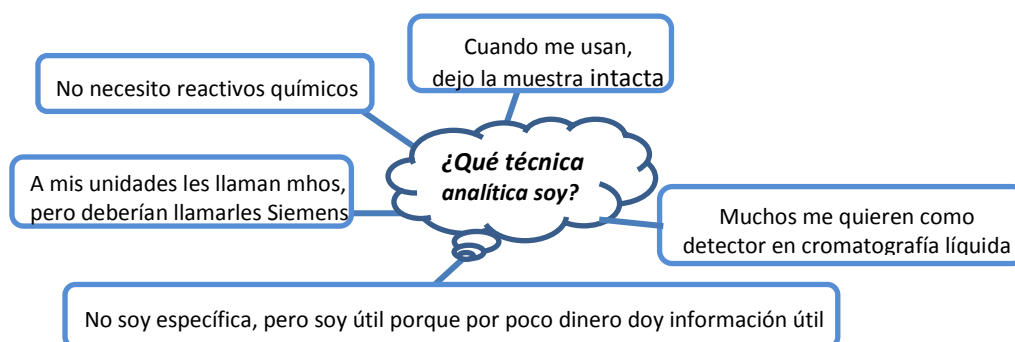 Cuando me usan,
dejo la muestra intacta
No necesito reactivos químicos
¿Qué técnica
analítica soy?
A mis unidades les llaman mhos,
pero deberían llamarles Siemens
Muchos me quieren como
detector en cromatografía líquida
No soy específica, pero soy útil porque por poco dinero doy información útil